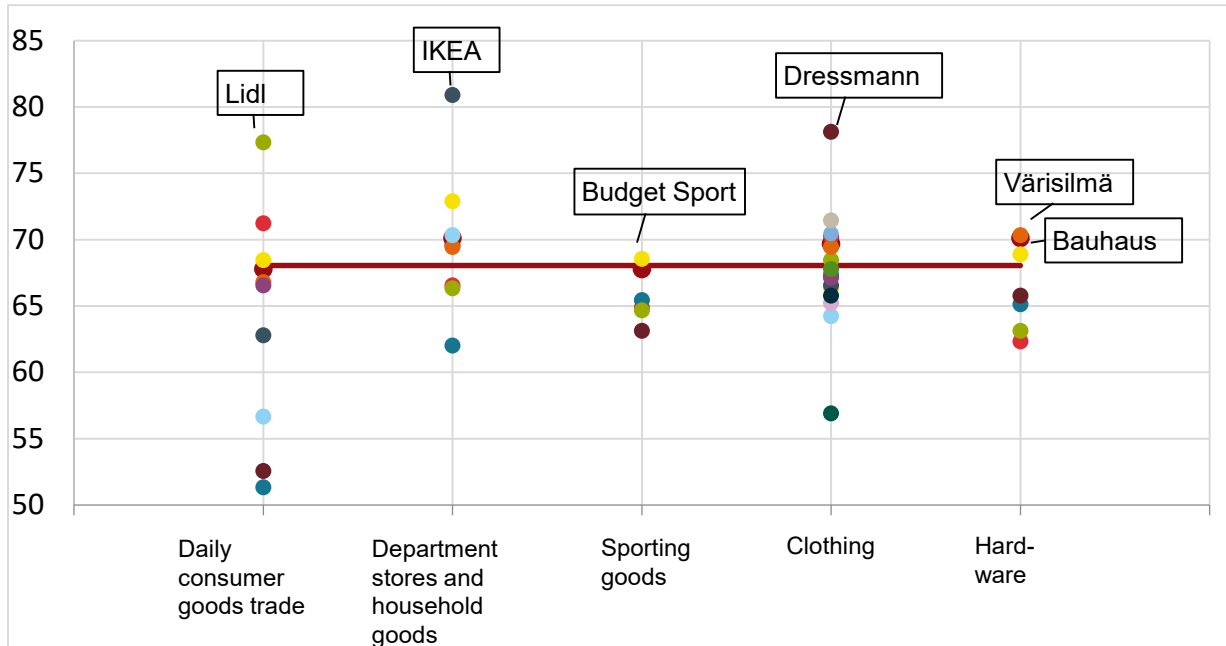 85
80
75
70
65
60
55
50
Lidl
IKEA
Budget Sport
Dressmann
Värisilmä
Bauhaus
Daily
consumer
goods trade
Department
stores and
household
goods
Sporting
goods
Clothing
Hard-
ware